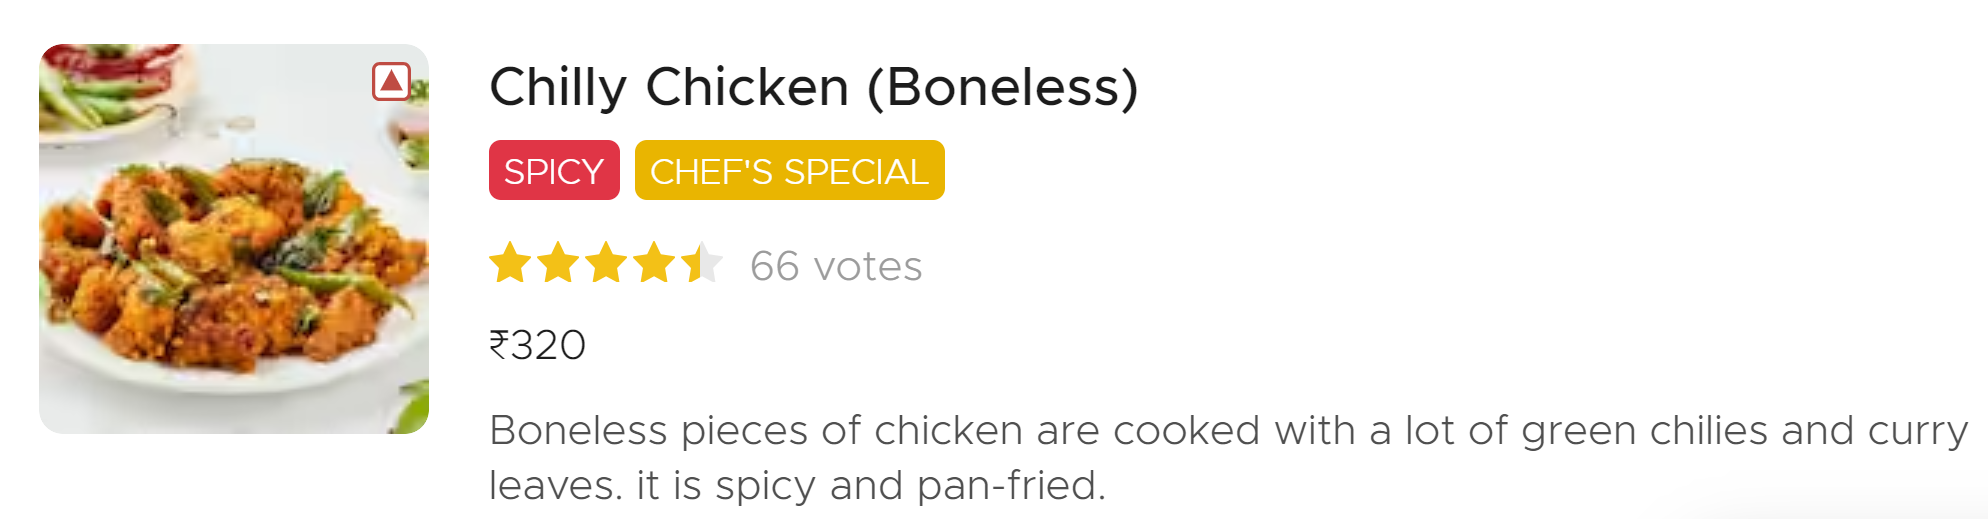 Chilly Chicken (Boneless)
SPICY CHEF'S SPECIAL
66 votes
₹320
Boneless pieces of chicken are cooked with a lot of green chilies and curry
leaves. it is spicy and pan-fried.